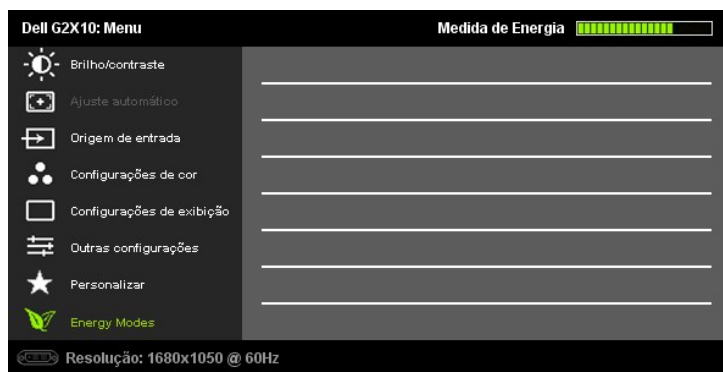 Dell G2X10: Menu Medida de Energia
Brilho/contraste
Ajuste automático
Origem de entrada
Configurações de cor
Configurações de exibição
Outras configurações
Personalizar
Energy Modes
Resolução: 1680x1050 @ 60Hz